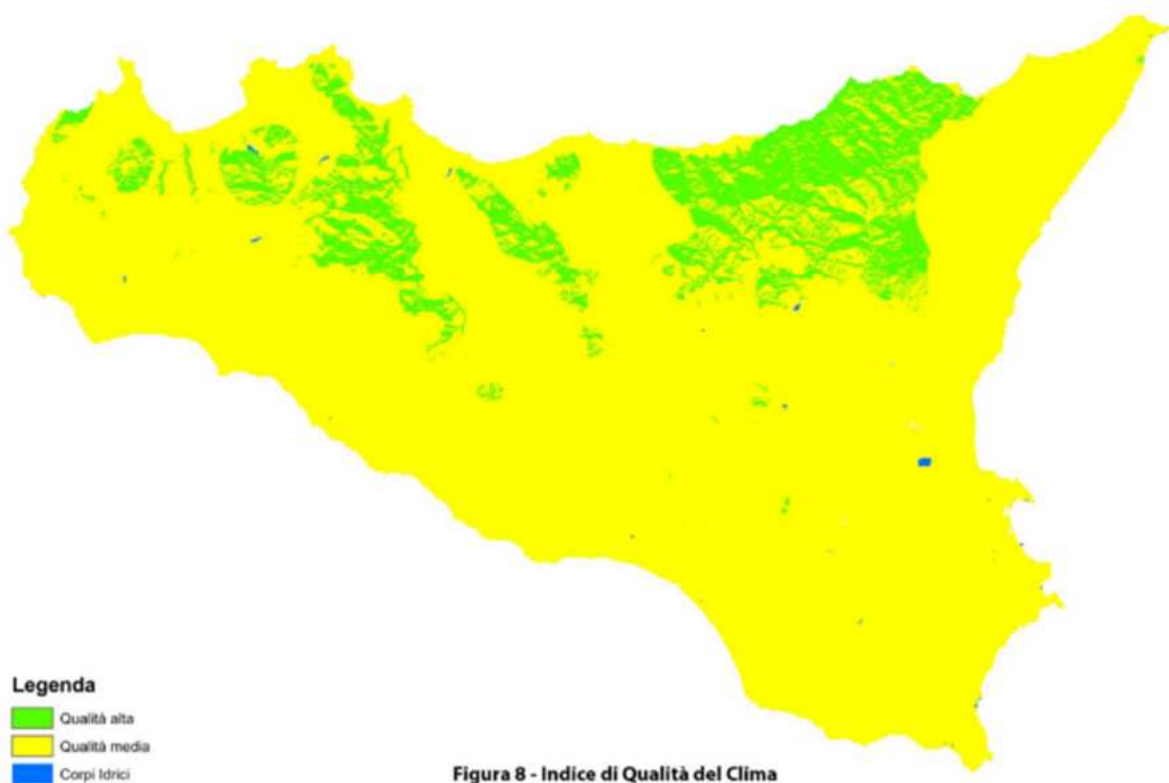 Legenda
Qualità alta
Qualità media
Corpi Idrici
Figura 8 - Indice di Qualità del Clima